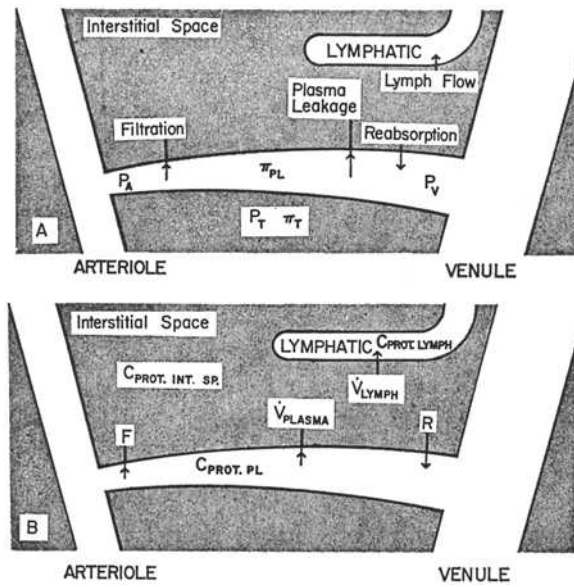 Interstitial Space
LYMPHATIC
Lymph Flow
Plasma
Leakage
Filtration
Reabsorption
π_PL
P_A
P_V
P_T π_T
A
ARTERIOLE
VENULE
Interstitial Space
LYMPHATIC C_PROT. LYMPH
C_PROT. INT. SP.
V̇_LYMPH
V̇_PLASMA
F
R
C_PROT. PL
B
ARTERIOLE
VENULE